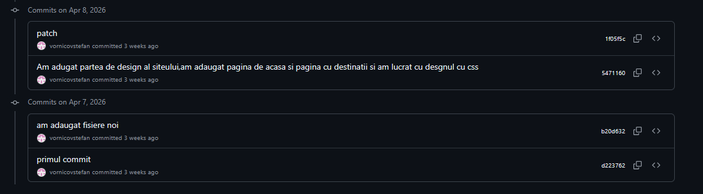 Commits on Apr 8, 2026
patch
vornicovstefan committed 3 weeks ago
1f05f5c
Am adugat partea de design al siteului,am adaugat pagina de acasa si pagina cu destinatii si am lucrat cu desgnul cu css
vornicovstefan committed 3 weeks ago
5471160
Commits on Apr 7, 2026
am adaugat fisiere noi
vornicovstefan committed 3 weeks ago
b20d632
primul commit
vornicovstefan committed 3 weeks ago
d223762